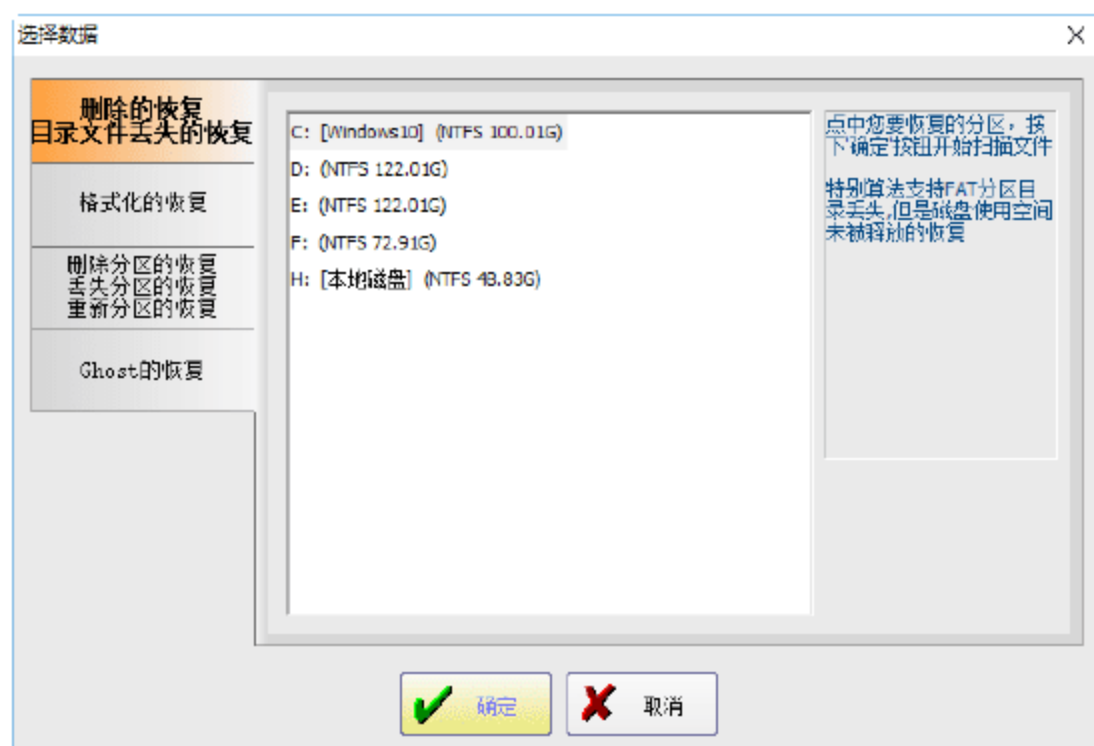 选择数据
删除的恢复
目录文件丢失的恢复
格式化的恢复
删除分区的恢复
丢失分区的恢复
重新分区的恢复
Ghost的恢复
C: [Windows10] (NTFS 100.01G)
D: (NTFS 122.01G)
E: (NTFS 122.01G)
F: (NTFS 72.91G)
H: [本地磁盘] (NTFS 48.83G)
点中您要恢复的分区，按
下'确定'按钮开始扫描文件
特别算法支持FAT分区目
录丢失,但是磁盘使用空间
未被释放的恢复
确定
取消